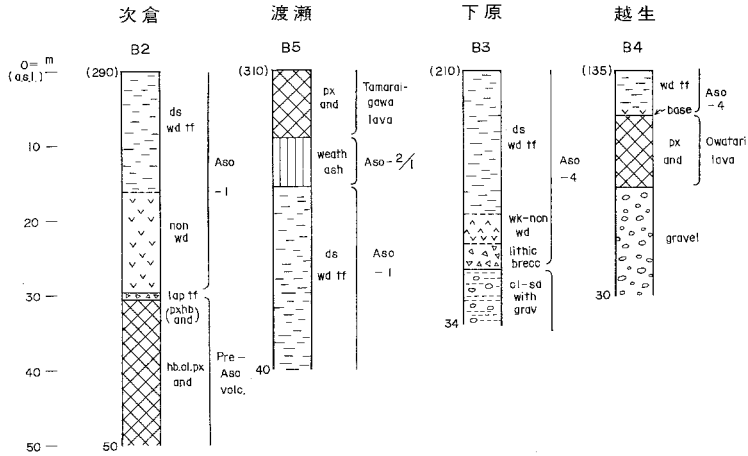 次倉
渡瀬
下原
越生
B2
B5
B3
B4
0= m
(a.s.l.)
10
20
30
40
50
(290)
ds
wd tf
non
wd
Aso
-1
lap tf
(pxhb
and)
hb.ol.px
and
Pre-
Aso
volc.
50
(310)
px
and
Tamarai-
gawa
lava
weath
ash
Aso-2/1
ds
wd tf
Aso
-1
40
(210)
ds
wd tf
wk-non
wd
lithic
brecc
Aso
-4
cl-sa
with
grav
34
(135)
wd tf
base
Aso
-4
px
and
Owatari
lava
gravel
30